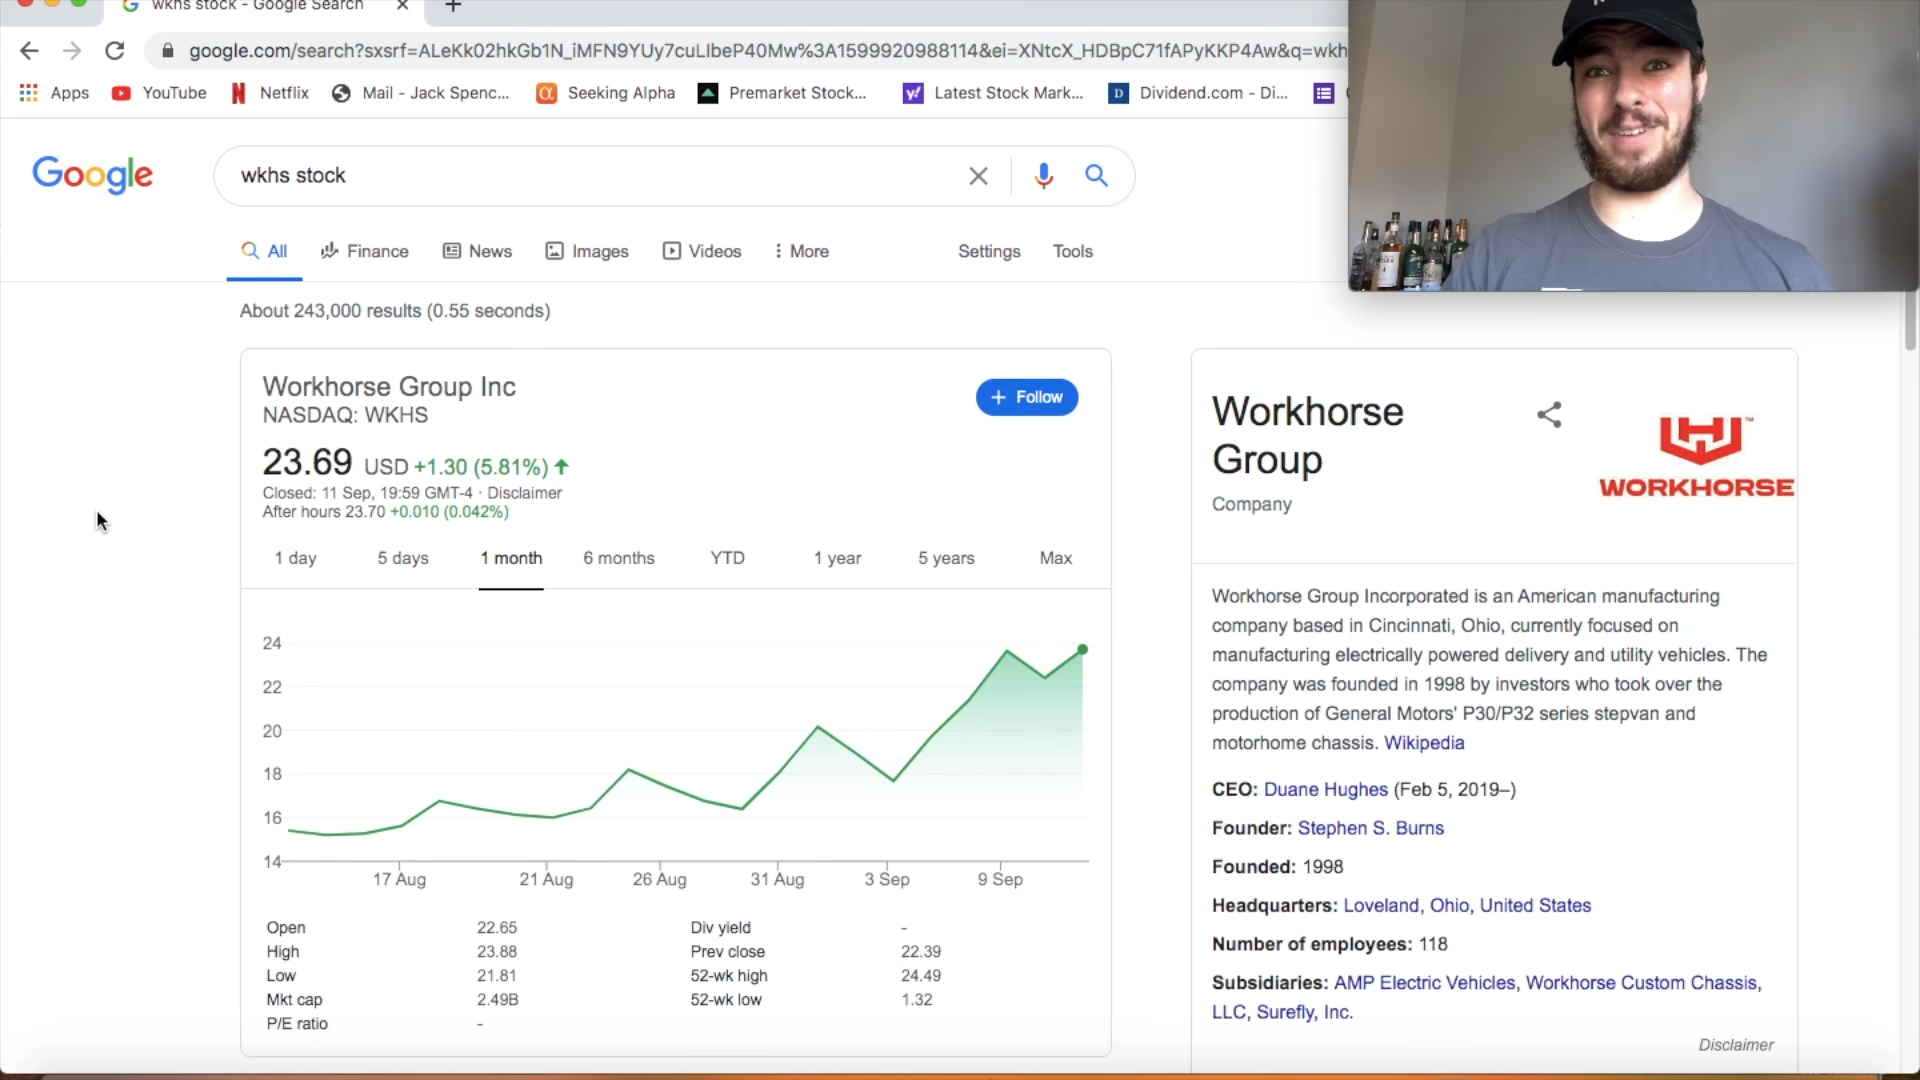 wkhs stock - Google Search
google.com/search?sxsrf=ALeKk02hkGb1N_iMFN9YUy7cuLIbeP40Mw%3A1599920988114&ei=XNtcX_HDBpC71fAPyKKP4Aw&q=wkh
Apps YouTube Netflix Mail - Jack Spenc... Seeking Alpha Premarket Stock... Latest Stock Mark... Dividend.com - Di...
Google
wkhs stock
All Finance News Images Videos More Settings Tools
About 243,000 results (0.55 seconds)
Workhorse Group Inc
NASDAQ: WKHS
+ Follow
23.69 USD +1.30 (5.81%)
Closed: 11 Sep, 19:59 GMT-4 · Disclaimer
After hours 23.70 +0.010 (0.042%)
1 day 5 days 1 month 6 months YTD 1 year 5 years Max
24
22
20
18
16
14
17 Aug 21 Aug 26 Aug 31 Aug 3 Sep 9 Sep
Open 22.65 Div yield -
High 23.88 Prev close 22.39
Low 21.81 52-wk high 24.49
Mkt cap 2.49B 52-wk low 1.32
P/E ratio -
Workhorse
Group
Company
WORKHORSE
TM
Workhorse Group Incorporated is an American manufacturing
company based in Cincinnati, Ohio, currently focused on
manufacturing electrically powered delivery and utility vehicles. The
company was founded in 1998 by investors who took over the
production of General Motors' P30/P32 series stepvan and
motorhome chassis. Wikipedia
CEO: Duane Hughes (Feb 5, 2019–)
Founder: Stephen S. Burns
Founded: 1998
Headquarters: Loveland, Ohio, United States
Number of employees: 118
Subsidiaries: AMP Electric Vehicles, Workhorse Custom Chassis,
LLC, Surefly, Inc.
Disclaimer